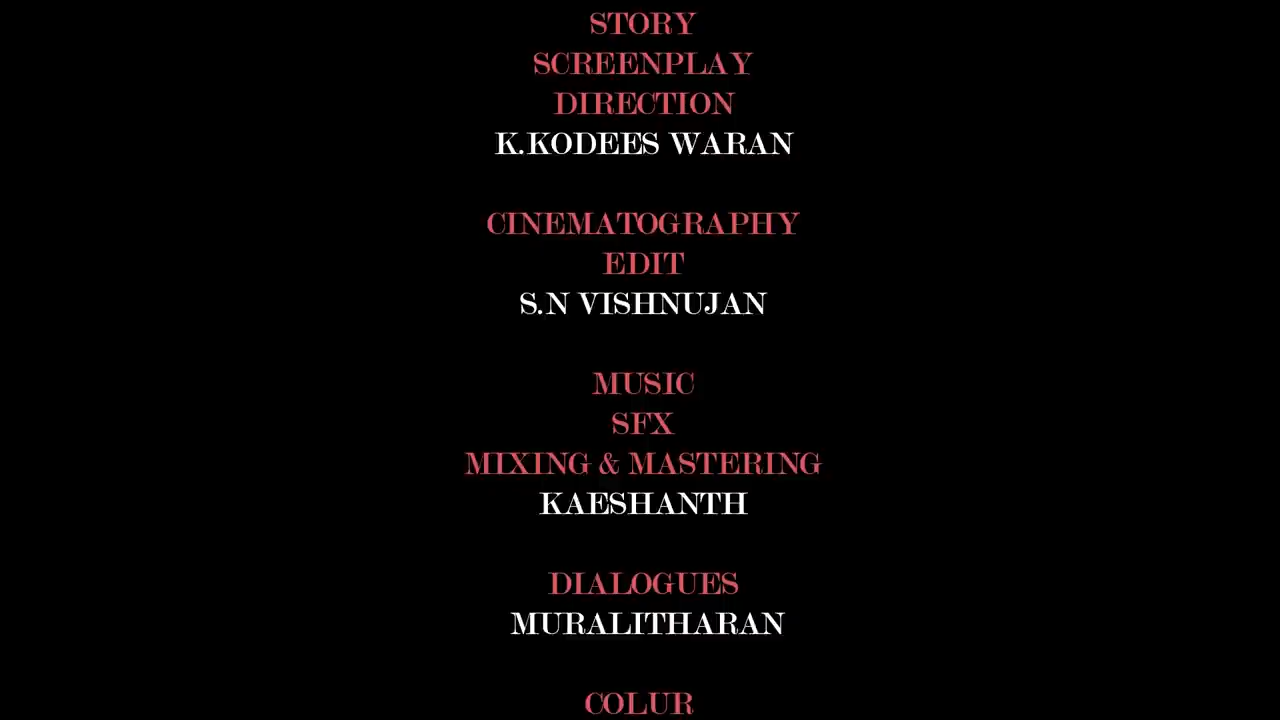 STORY
SCREENPLAY
DIRECTION
K.KODEES WARAN
CINEMATOGRAPHY
EDIT
S.N VISHNUJAN
MUSIC
SFX
MIXING & MASTERING
KAESHANTH
DIALOGUES
MURALITHARAN
COLUR